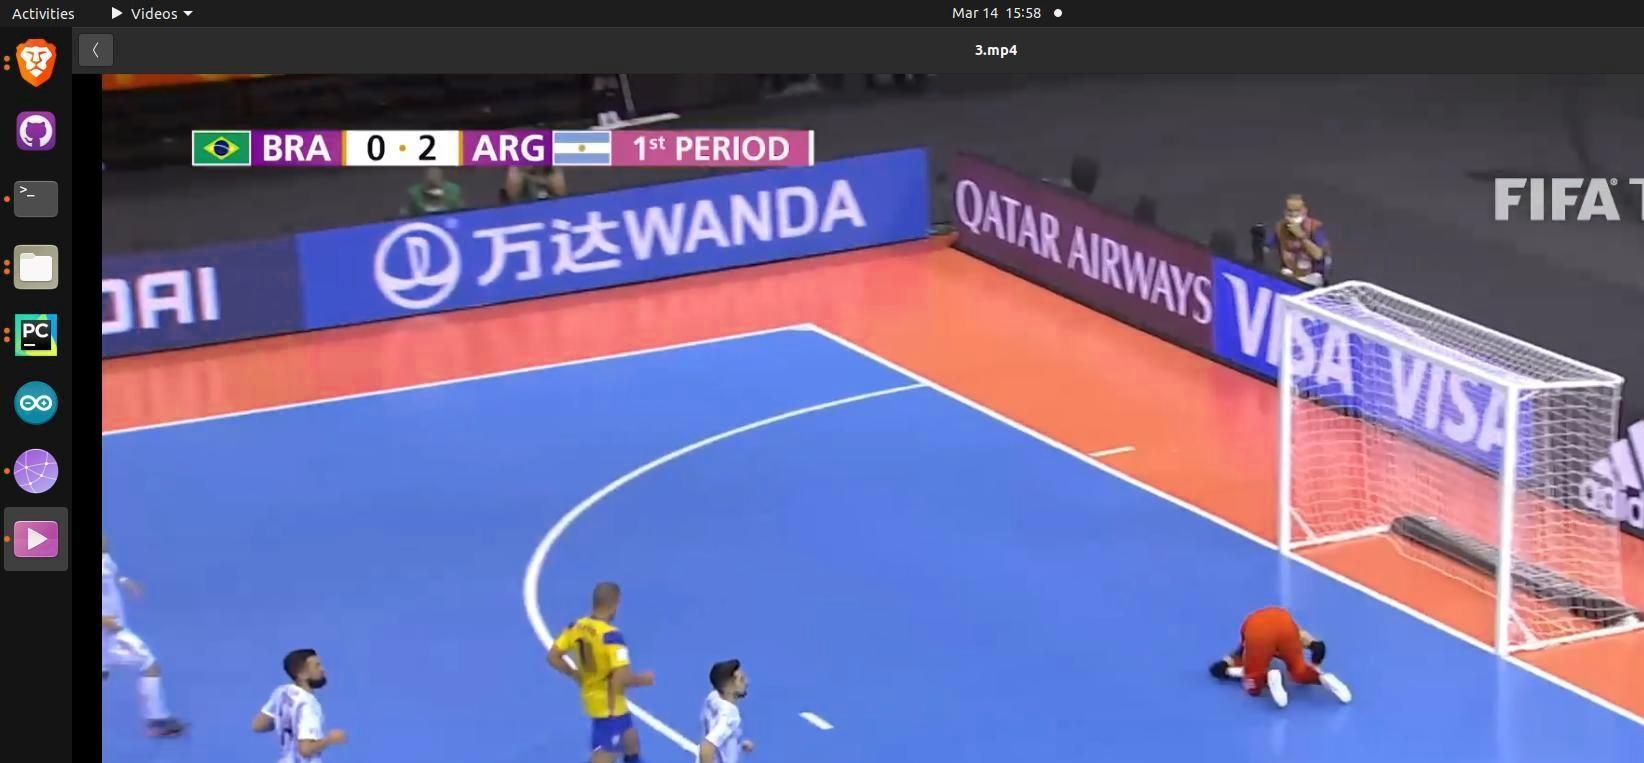 Activities
Videos
Mar 14 15:58
3.mp4
BRA 0 · 2 ARG 1st PERIOD
FIFA
万达WANDA
QATAR AIRWAYS
VISA VISA
PC